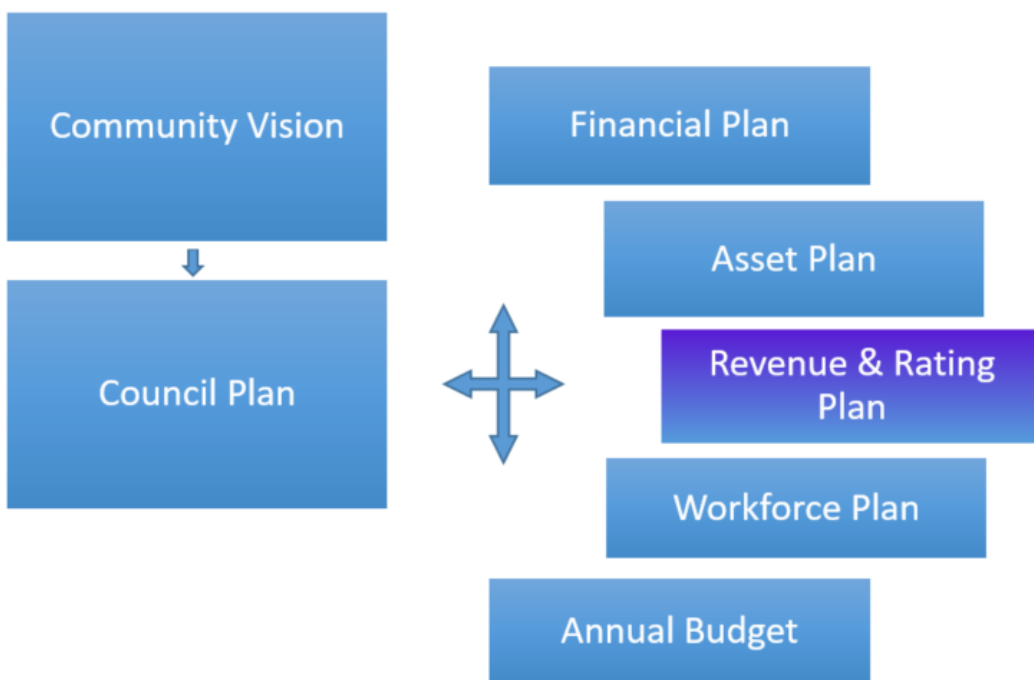 Community Vision
Council Plan
Financial Plan
Asset Plan
Revenue & Rating
Plan
Workforce Plan
Annual Budget